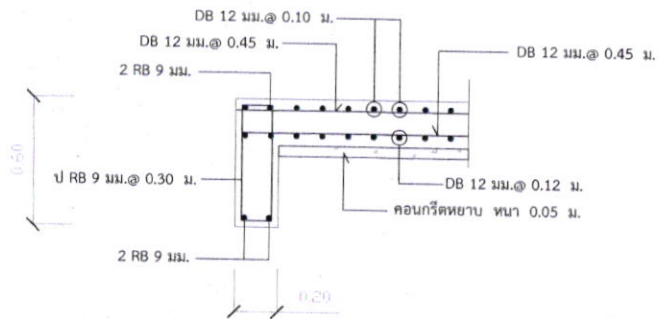 DB 12 มม.@ 0.10 ม.
DB 12 มม.@ 0.45 ม.
DB 12 มม.@ 0.45 ม.
2 RB 9 มม.
0.60
ป RB 9 มม.@ 0.30 ม.
DB 12 มม.@ 0.12 ม.
คอนกรีตหยาบ หนา 0.05 ม.
2 RB 9 มม.
0.20